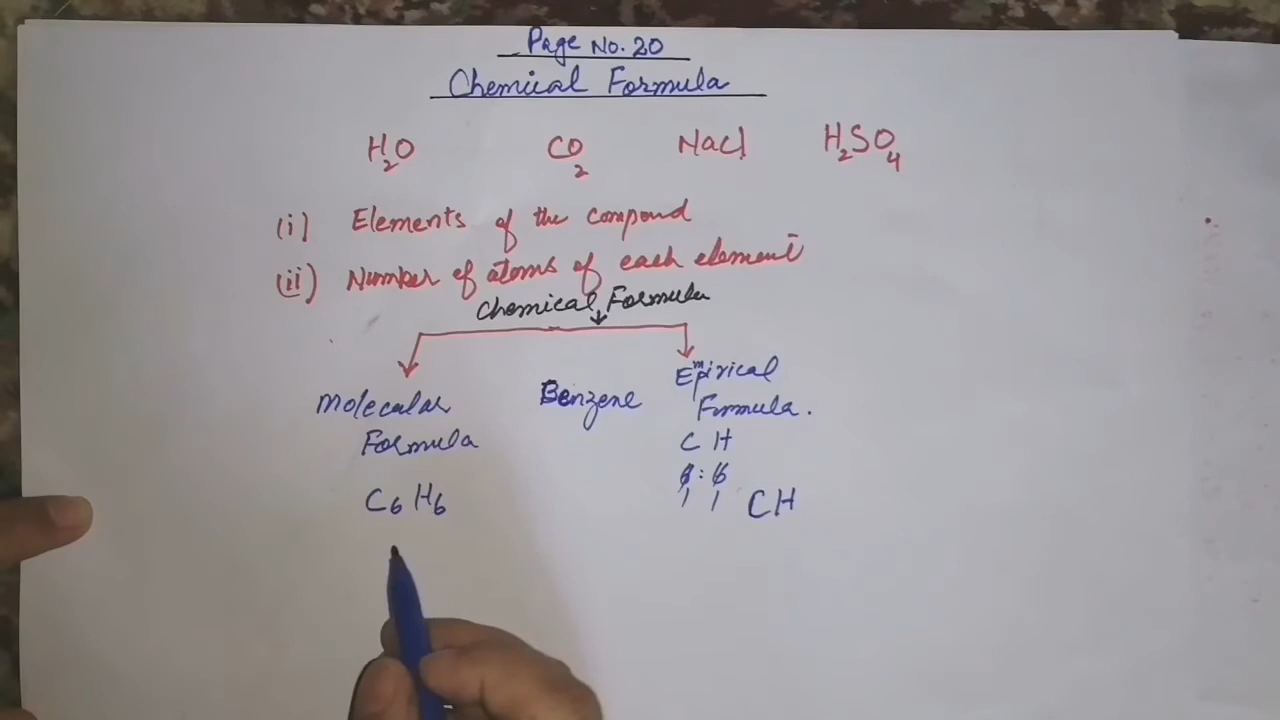 Page No. 20
Chemical Formula
H2O CO2 NaCl H2SO4
(i) Elements of the compound
(ii) Number of atoms of each element
Chemical Formula
Molecular
Formula
C6H6
Benzene
Empirical
Formula.
C H
6:6
1 1 CH